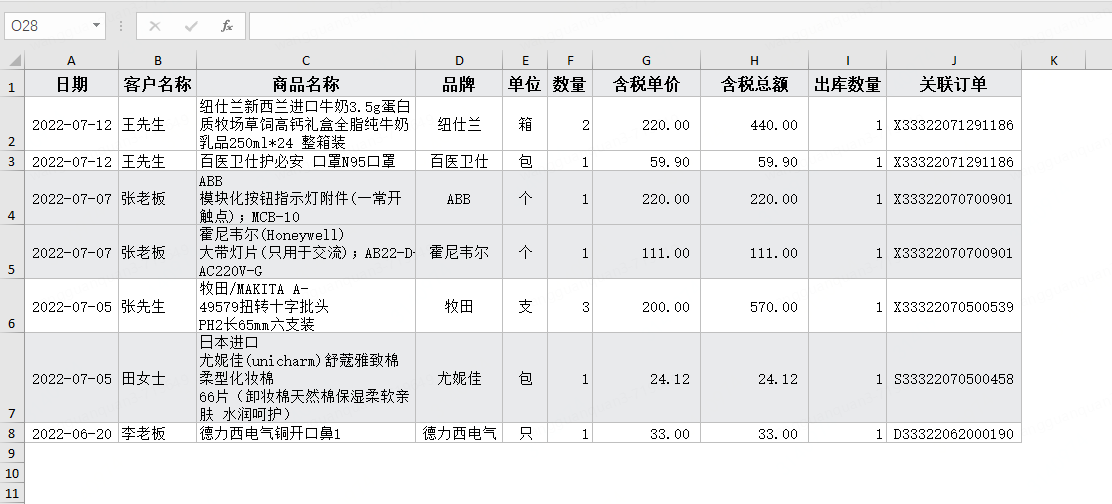 O28
fx
A B C D E F G H I J K
1 日期 客户名称 商品名称 品牌 单位 数量 含税单价 含税总额 出库数量 关联订单
纽仕兰新西兰进口牛奶3.5g蛋白
2 2022-07-12 王先生 质牧场草饲高钙礼盒全脂纯牛奶 纽仕兰 箱 2 220.00 440.00 1 X33322071291186
乳品250ml*24 整箱装
3 2022-07-12 王先生 百医卫仕护必安 口罩N95口罩 百医卫仕 包 1 59.90 59.90 1 X33322071291186
ABB
4 2022-07-07 张老板 模块化按钮指示灯附件(一常开 ABB 个 1 220.00 220.00 1 X33322070700901
触点)；MCB-10
霍尼韦尔(Honeywell)
5 2022-07-07 张老板 大带灯片(只用于交流)；AB22-D- 霍尼韦尔 个 1 111.00 111.00 1 X33322070700901
AC220V-G
牧田/MAKITA A-
6 2022-07-05 张先生 49579扭转十字批头 牧田 支 3 200.00 570.00 1 X33322070500539
PH2长65mm六支装
日本进口
尤妮佳(unicharm)舒蔻雅致棉
7 2022-07-05 田女士 柔型化妆棉 尤妮佳 包 1 24.12 24.12 1 S33322070500458
66片（卸妆棉天然棉保湿柔软亲
肤 水润呵护）
8 2022-06-20 李老板 德力西电气铜开口鼻1 德力西电气 只 1 33.00 33.00 1 D33322062000190
9
10
11